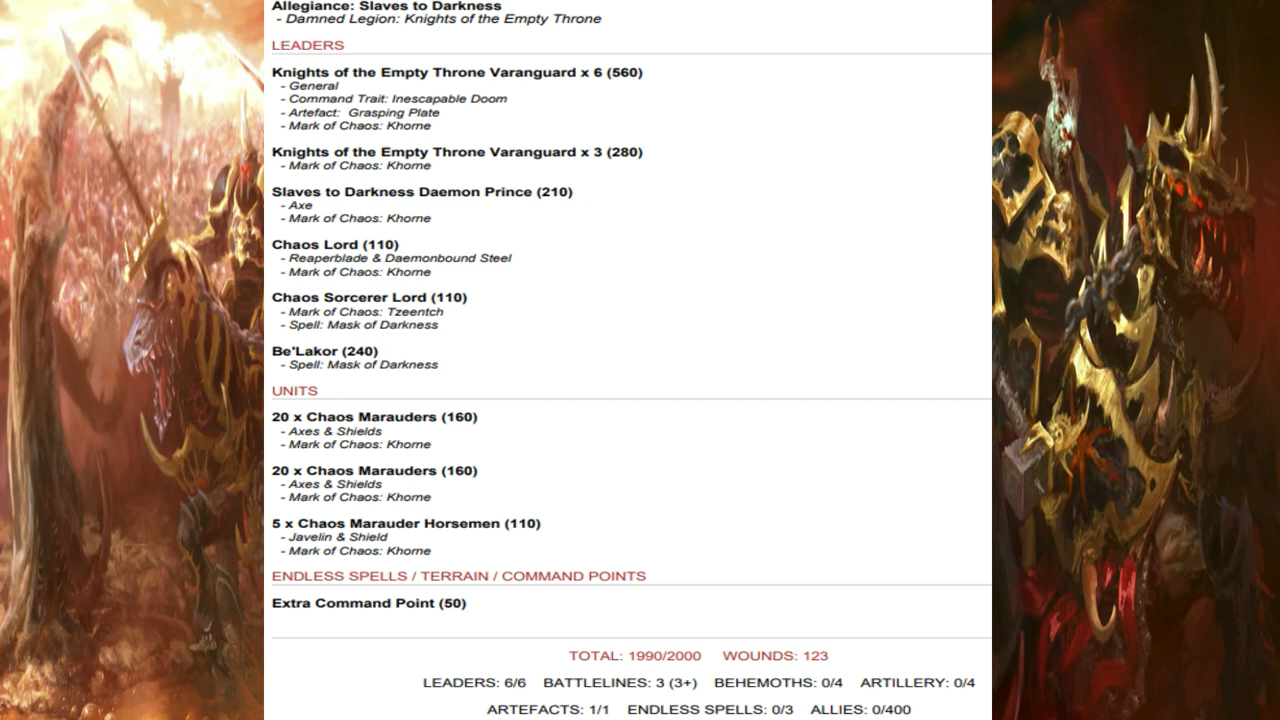 Allegiance: Slaves to Darkness
- Damned Legion: Knights of the Empty Throne
LEADERS
Knights of the Empty Throne Varanguard x 6 (560)
- General
- Command Trait: Inescapable Doom
- Artefact: Grasping Plate
- Mark of Chaos: Khorne
Knights of the Empty Throne Varanguard x 3 (280)
- Mark of Chaos: Khorne
Slaves to Darkness Daemon Prince (210)
- Axe
- Mark of Chaos: Khorne
Chaos Lord (110)
- Reaperblade & Daemonbound Steel
- Mark of Chaos: Khorne
Chaos Sorcerer Lord (110)
- Mark of Chaos: Tzeentch
- Spell: Mask of Darkness
Be'Lakor (240)
- Spell: Mask of Darkness
UNITS
20 x Chaos Marauders (160)
- Axes & Shields
- Mark of Chaos: Khorne
20 x Chaos Marauders (160)
- Axes & Shields
- Mark of Chaos: Khorne
5 x Chaos Marauder Horsemen (110)
- Javelin & Shield
- Mark of Chaos: Khorne
ENDLESS SPELLS / TERRAIN / COMMAND POINTS
Extra Command Point (50)
TOTAL: 1990/2000 WOUNDS: 123
LEADERS: 6/6 BATTLELINES: 3 (3+) BEHEMOTHS: 0/4 ARTILLERY: 0/4
ARTEFACTS: 1/1 ENDLESS SPELLS: 0/3 ALLIES: 0/400